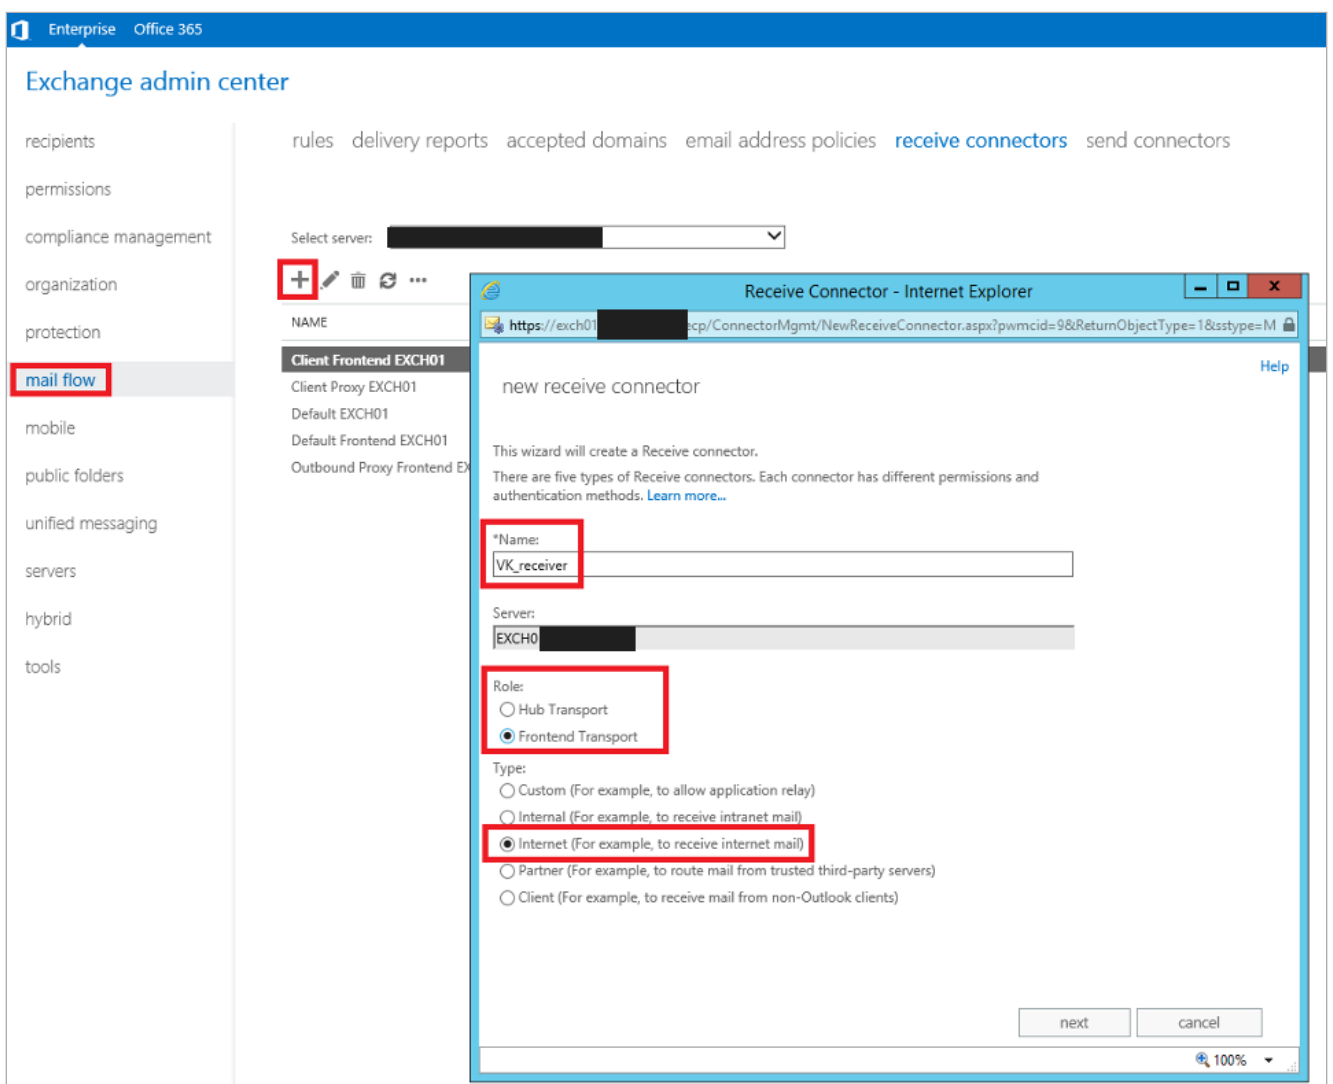 Enterprise Office 365
Exchange admin center
recipients
permissions
compliance management
organization
protection
mail flow
mobile
public folders
unified messaging
servers
hybrid
tools
rules delivery reports accepted domains email address policies receive connectors send connectors
Select server:
NAME
Client Frontend EXCH01
Client Proxy EXCH01
Default EXCH01
Default Frontend EXCH01
Outbound Proxy Frontend EX
Receive Connector - Internet Explorer
https://exch01 ecp/ConnectorMgmt/NewReceiveConnector.aspx?pwmcid=9&ReturnObjectType=1&sstype=M
Help
new receive connector
This wizard will create a Receive connector.
There are five types of Receive connectors. Each connector has different permissions and
authentication methods. Learn more...
*Name:
VK_receiver
Server:
EXCH0
Role:
Hub Transport
Frontend Transport
Type:
Custom (For example, to allow application relay)
Internal (For example, to receive intranet mail)
Internet (For example, to receive internet mail)
Partner (For example, to route mail from trusted third-party servers)
Client (For example, to receive mail from non-Outlook clients)
next cancel
100%